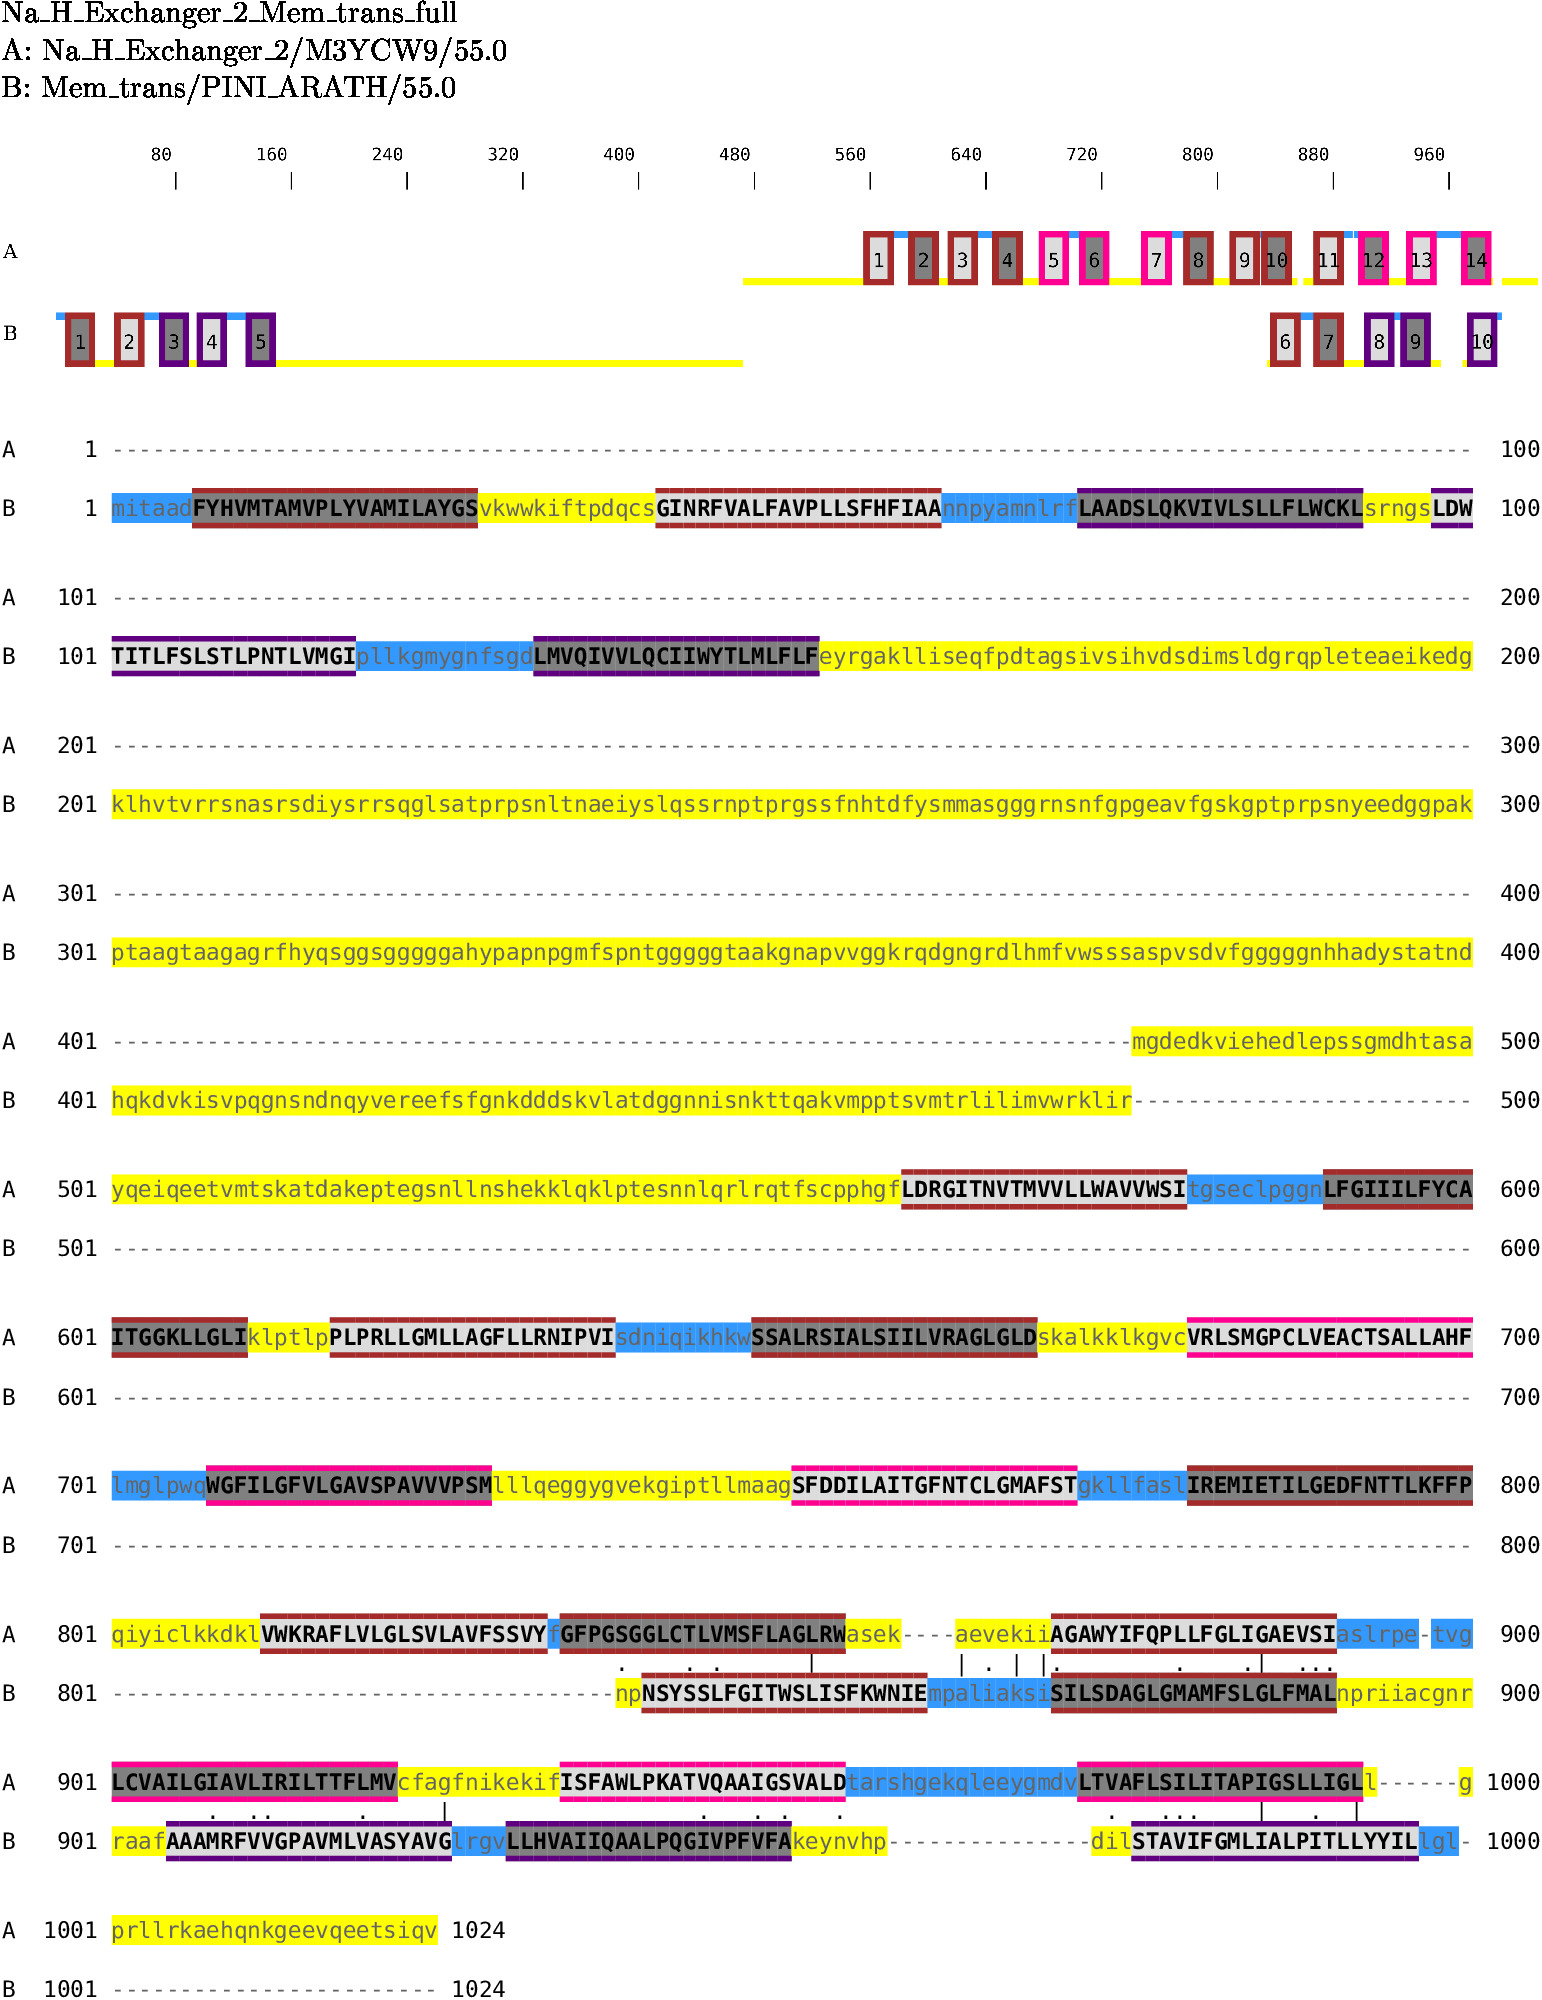 Na_H_Exchanger_2_Mem_trans_full
A: Na_H_Exchanger_2/M3YCW9/55.0
B: Mem_trans/PINI_ARATH/55.0
80 160 240 320 400 480 560 640 720 800 880 960
A 1 2 3 4 5 6 7 8 9 10 11 12 13 14
B 1 2 3 4 5 6 7 8 9 10
A 1 ---------------------------------------------------------------------------------------------------- 100
B 1 mitaadFYHVMTAMVPLYVAMILAYGSvkwwkiftpdqcsGINRFVALFAVPLLSFHFIAAnnpyamnlrfLAADSLQKVIVLSLLFLWCKLsrngsLDW 100
A 101 ---------------------------------------------------------------------------------------------------- 200
B 101 TITLFSLSTLPNTLVMGIpllkgmygnfsgdLMVQIVVLQCIIWYTLMLFLFeyrgakllliseqfpdtagsivsihvdsdimsldgrqpleteaeikedg 200
A 201 ---------------------------------------------------------------------------------------------------- 300
B 201 klhvtvrrsnasrsdiysrrsqglsatprpsnltnaeiyslqssrnptprgssfnhtdfysmmasgggrnsnfgpgeavfgskgptprpsnyeedggpak 300
A 301 ---------------------------------------------------------------------------------------------------- 400
B 301 ptaagtaagagrfhyqsggsgggggahypapnpgmfspntgggggtaakgnapvvggkrqdgngrdlhmfvwsssaspvsdvfgggggnhhadystatnd 400
A 401 ---------------------------------------------------------------------------mgdedkviehedlepssgmdhtasa 500
B 401 hqkdvkisvpqgnsndnqyvereefsfgnkdddskvlatdggnnisnkttqakvmpptsvmtrlilimvwrklir------------------------- 500
A 501 yqeiqeetvmtskatdakeptegsnllnshekklqklptesnnlqrlrqtfscpphgfLDRGITNVTMVVLLWAVVWSItgseclpggnLFGIIILFYCA 600
B 501 ---------------------------------------------------------------------------------------------------- 600
A 601 ITGGKLLGLIklptlpPLPRLLGMLLAGFLLRNIPVIsdniqikhkwSSALRSIALSIILVRAGLGLDskalkklkgvcVRLSMGPCLVEACTSALLAHF 700
B 601 ---------------------------------------------------------------------------------------------------- 700
A 701 lmglpwqWGFILGFVLGAVSPAVVVPSMlllqeggygvekgiptllmaagSFDDILAITGFNTCLGMAFSTgkllfaslIREMIETILGEDFNTTLKFFP 800
B 701 ---------------------------------------------------------------------------------------------------- 800
A 801 qiyiclkkdklVWKRAFLVLGLSVLAVFSSVYfGFPGSGGLCTLVMSFLAGLRWasek----aevekiiAGAWYIFQPLLFGLIGAEVSIaslrpe-tvg 900
B 801 -------------------------------------npNSYSSLFGITWSLISFKWNIEmpaliaksiSILSDAGLGMAMFSLGLFMALnpriiacgnr 900
A 901 LCVAILGIAVLIRILTTFLMVcfagfnikekifISFAWLPKATVQAAIGSVALDtarshgekqleeygmdvLTVAFLSILITAPIGSLLIGLl------g 1000
B 901 raafAAAMRFVVGPAVMLVASYAVGlrgvLLHVAIIQAALPQGIVPFVFAkeynvhp---------------dilSTAVIFGMLIALPITLLYYILlgl- 1000
A 1001 prllrkaehqnkgeevqeetsiqv 1024
B 1001 ------------------------ 1024